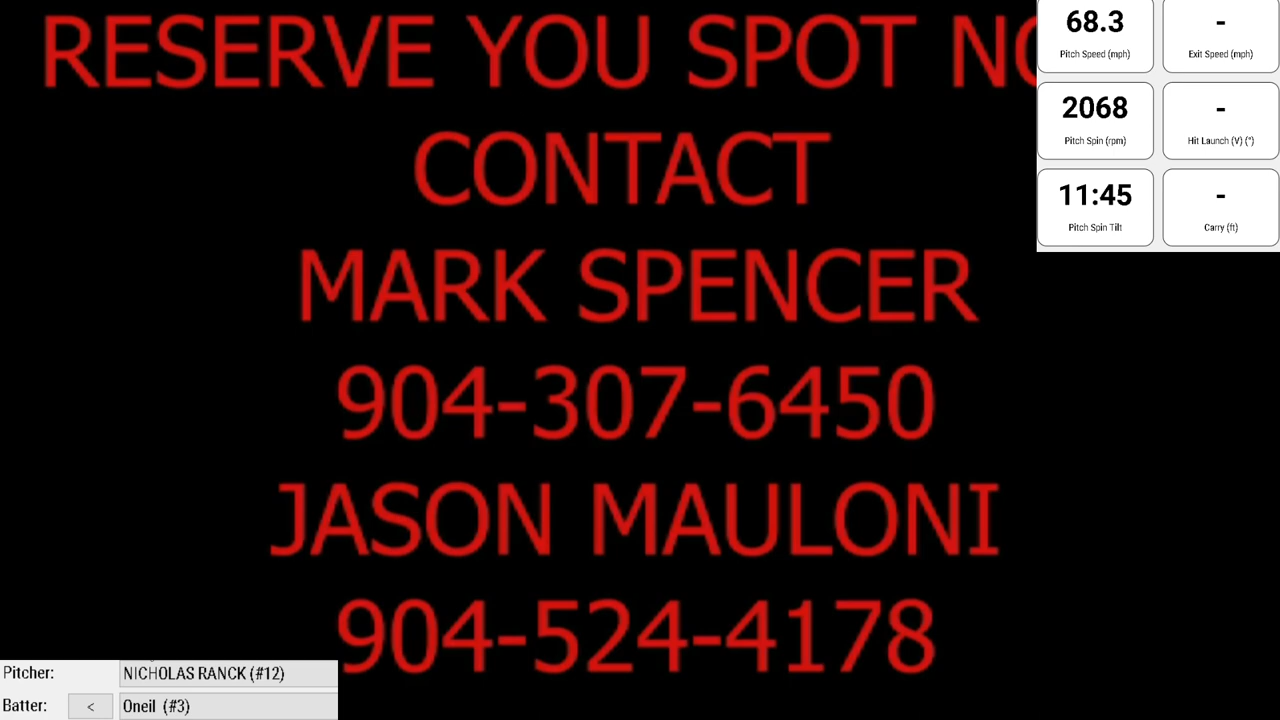 RESERVE YOU SPOT
CONTACT
MARK SPENCER
904-307-6450
JASON MAULONI
904-524-4178
68.3
Pitch Speed (mph)
-
Exit Speed (mph)
2068
Pitch Spin (rpm)
-
Hit Launch (V) (°)
11:45
Pitch Spin Tilt
-
Carry (ft)
Pitcher: NICHOLAS RANCK (#12)
Batter: < Oneil (#3)